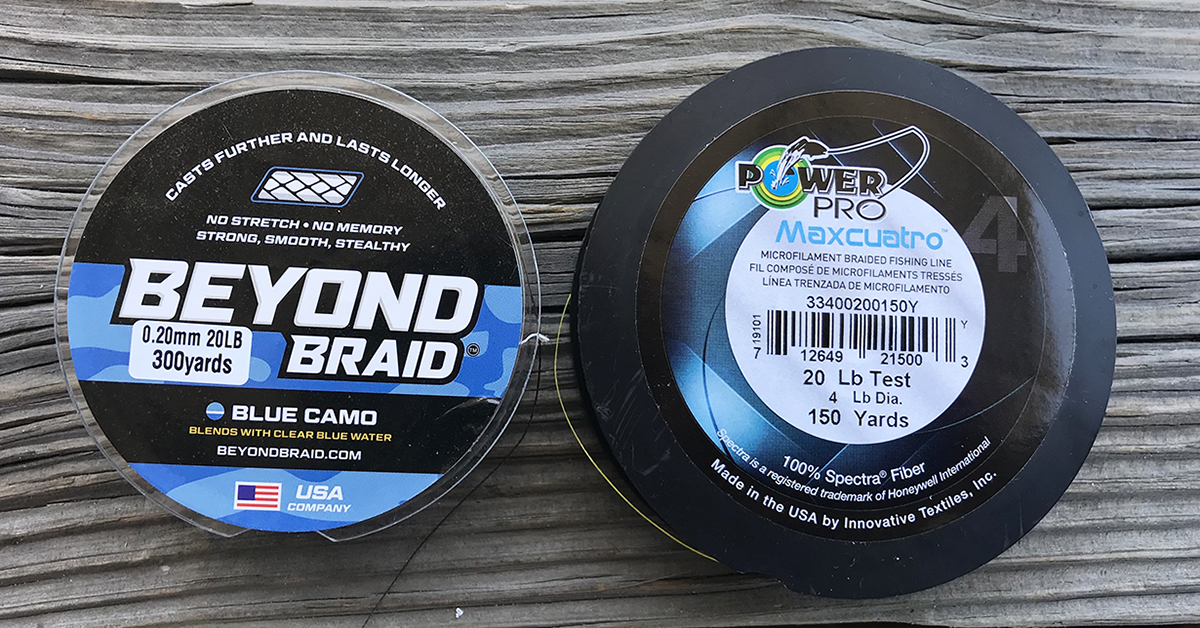 CASTS FURTHER AND LASTS LONGER
NO STRETCH • NO MEMORY
STRONG, SMOOTH, STEALTHY
BEYOND
BRAID™
0.20mm 20LB
300yards
BLUE CAMO
BLENDS WITH CLEAR BLUE WATER
BEYONDBRAID.COM
USA
COMPANY
POWER
PRO
Maxcuatro™
4
MICROFILAMENT BRAIDED FISHING LINE
FIL COMPOSÉ DE MICROFILAMENTS TRESSÉS
LÍNEA TRENZADA DE MICROFILAMENTO
33400200150Y
719101
Y
7 12649 21500 3
20 Lb Test
4 Lb Dia.
150 Yards
100% Spectra® Fiber
Spectra is a registered trademark of Honeywell International
Made in the USA by Innovative Textiles, Inc.